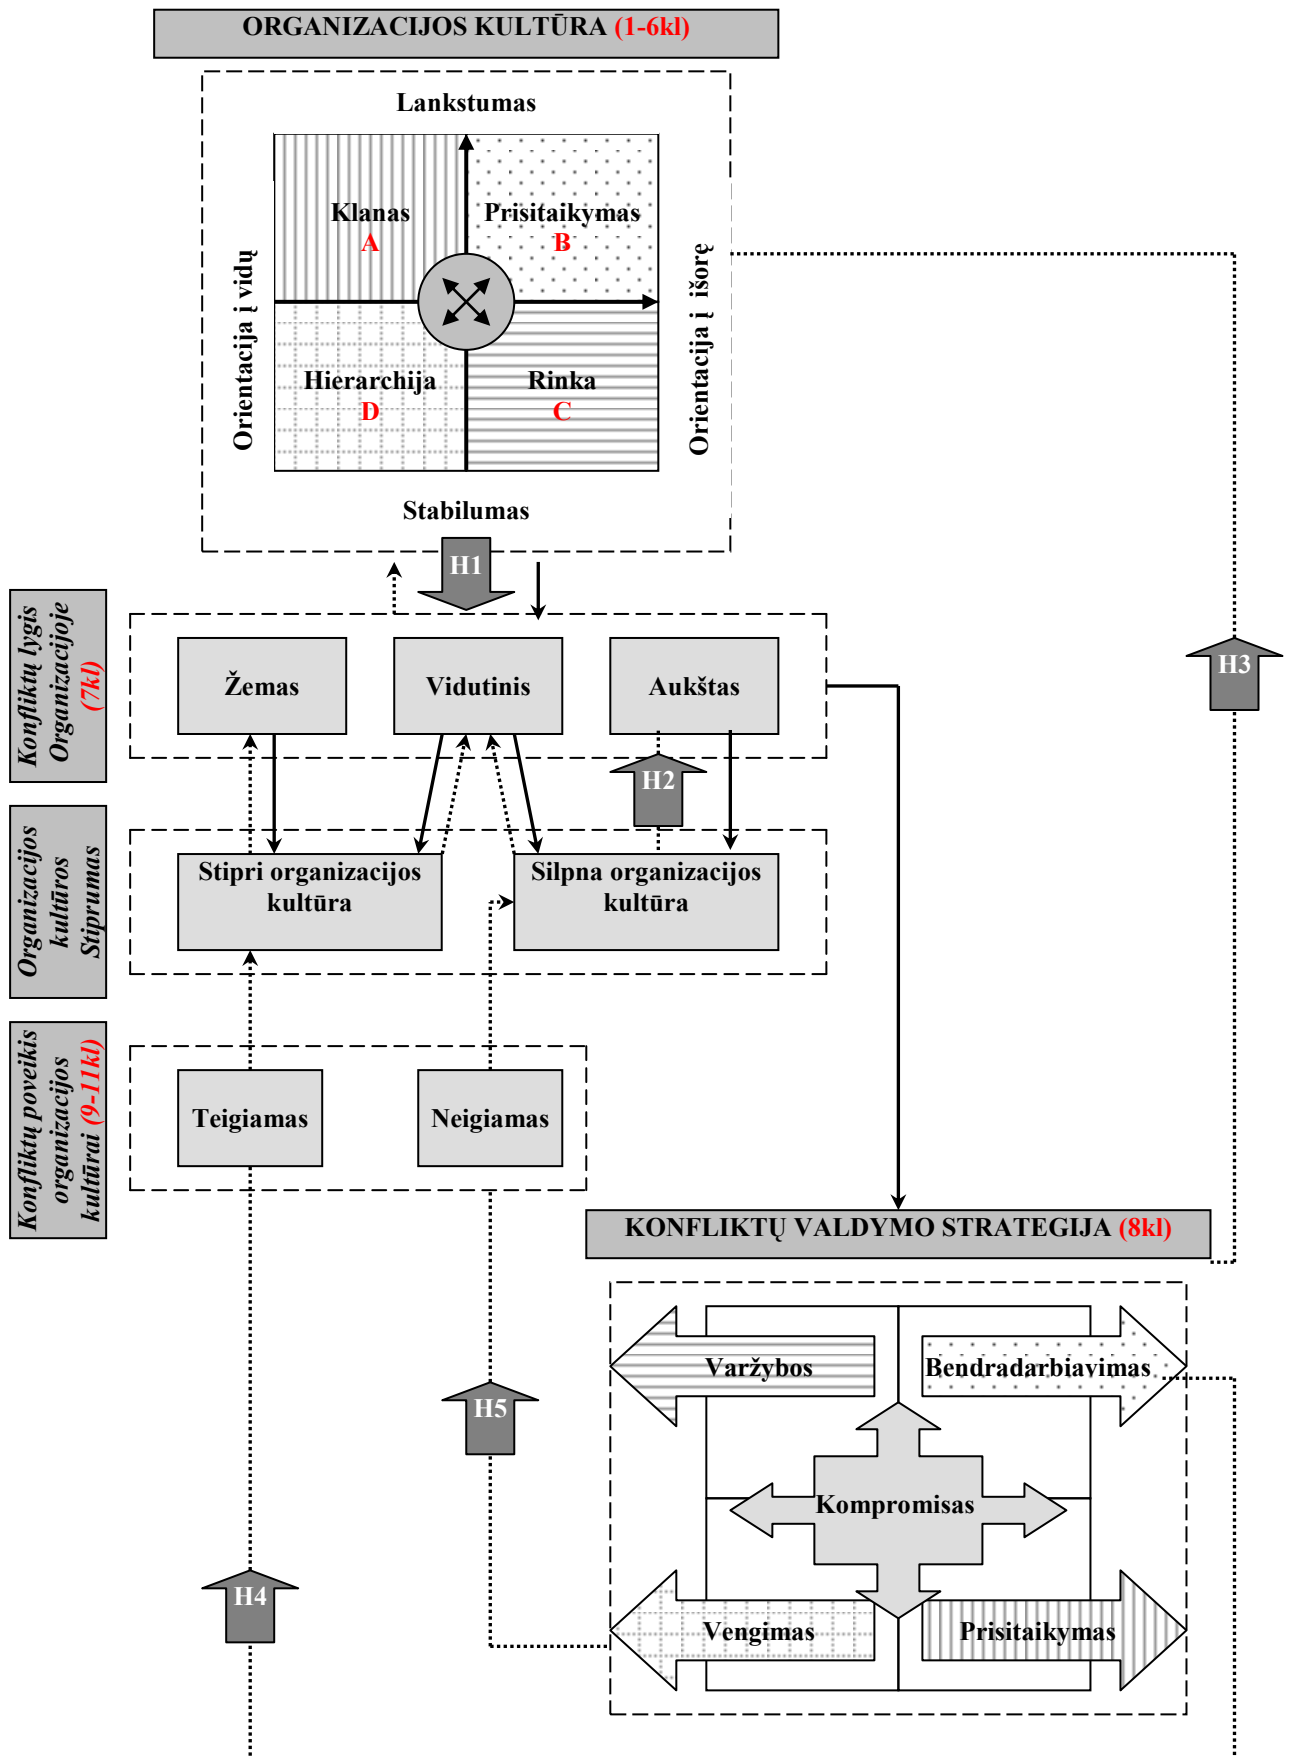 ORGANIZACIJOS KULTŪRA (1-6kl)
Lankstumas
Orientacija į vidų
Klanas
A
Prisitaikymas
B
Orientacija į išorę
Hierarchija
D
Rinka
C
Stabilumas
H1
Konfliktų lygis
Organizacijoje
(7kl)
Žemas
Vidutinis
Aukštas
H3
H2
Organizacijos
kultūros
Stiprumas
Stipri organizacijos
kultūra
Silpna organizacijos
kultūra
Konfliktų poveikis
organizacijos
kultūrai (9-11kl)
Teigiamas
Neigiamas
KONFLIKTŲ VALDYMO STRATEGIJA (8kl)
Varžybos
Bendradarbiavimas
H5
Kompromisas
H4
Vengimas
Prisitaikymas